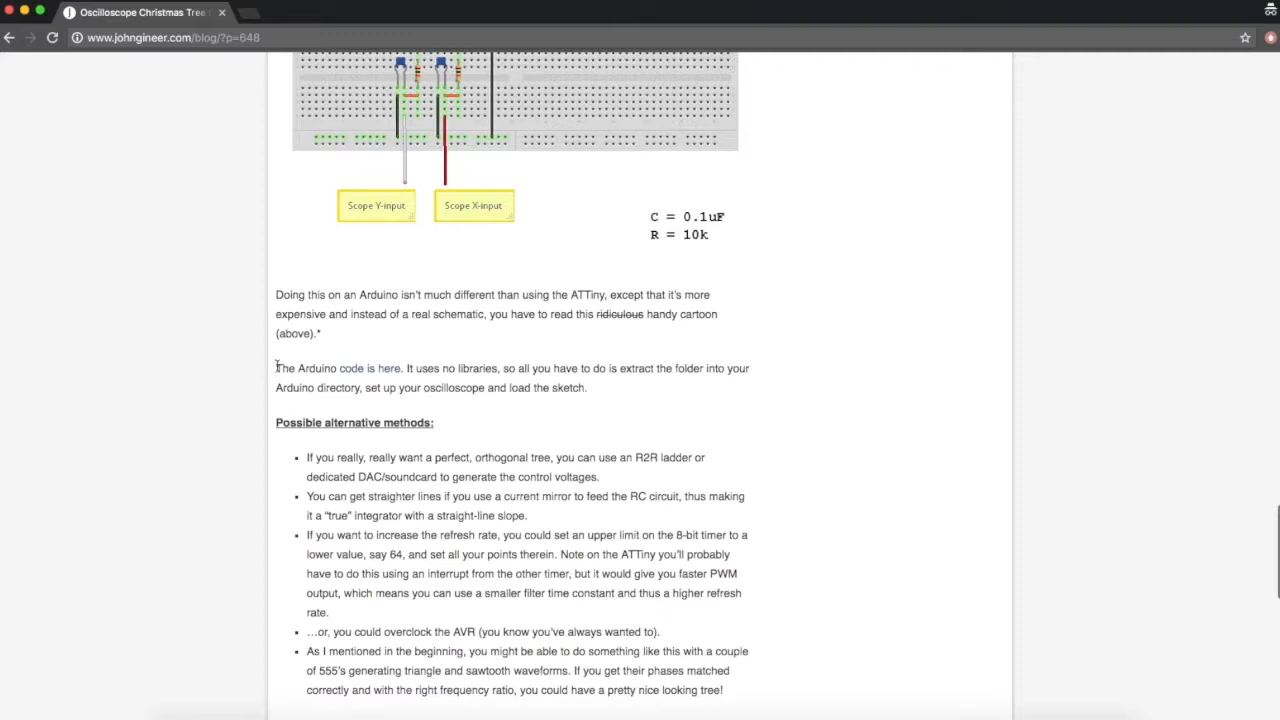 Oscilloscope Christmas Tree
www.johngineer.com/blog/?p=648
Scope Y-input
Scope X-input
C = 0.1uF
R = 10k
Doing this on an Arduino isn’t much different than using the ATTiny, except that it’s more
expensive and instead of a real schematic, you have to read this ridiculous handy cartoon
(above).*
The Arduino code is here. It uses no libraries, so all you have to do is extract the folder into your
Arduino directory, set up your oscilloscope and load the sketch.
Possible alternative methods:
If you really, really want a perfect, orthogonal tree, you can use an R2R ladder or
dedicated DAC/soundcard to generate the control voltages.
You can get straighter lines if you use a current mirror to feed the RC circuit, thus making
it a “true” integrator with a straight-line slope.
If you want to increase the refresh rate, you could set an upper limit on the 8-bit timer to a
lower value, say 64, and set all your points therein. Note on the ATTiny you’ll probably
have to do this using an interrupt from the other timer, but it would give you faster PWM
output, which means you can use a smaller filter time constant and thus a higher refresh
rate.
…or, you could overclock the AVR (you know you’ve always wanted to).
As I mentioned in the beginning, you might be able to do something like this with a couple
of 555’s generating triangle and sawtooth waveforms. If you get their phases matched
correctly and with the right frequency ratio, you could have a pretty nice looking tree!